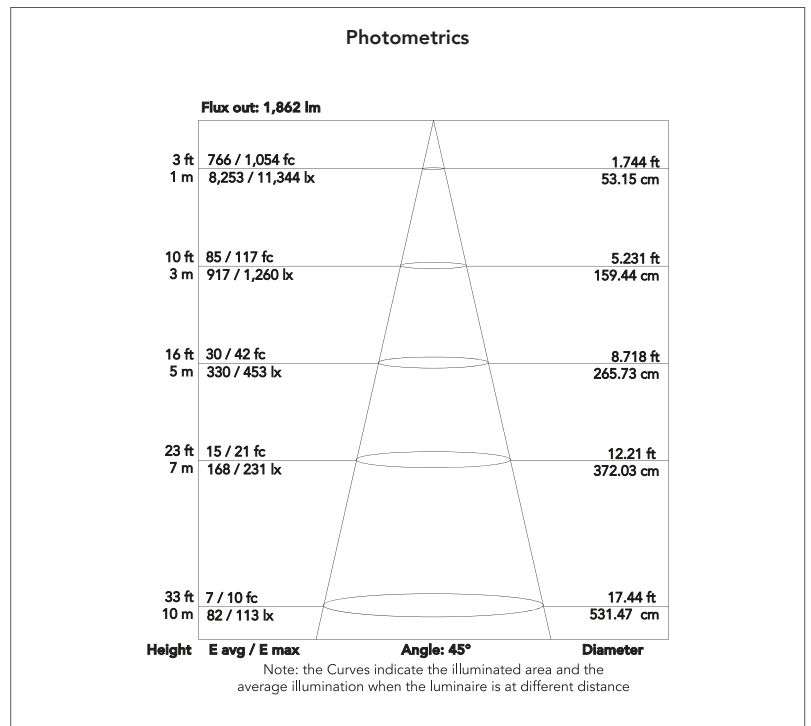 Photometrics
Flux out: 1,862 lm
3 ft 766 / 1,054 fc 1.744 ft
1 m 8,253 / 11,344 lx 53.15 cm
10 ft 85 / 117 fc 5.231 ft
3 m 917 / 1,260 lx 159.44 cm
16 ft 30 / 42 fc 8.718 ft
5 m 330 / 453 lx 265.73 cm
23 ft 15 / 21 fc 12.21 ft
7 m 168 / 231 lx 372.03 cm
33 ft 7 / 10 fc 17.44 ft
10 m 82 / 113 lx 531.47 cm
Height E avg / E max Angle: 45° Diameter
Note: the Curves indicate the illuminated area and the
average illumination when the luminaire is at different distance